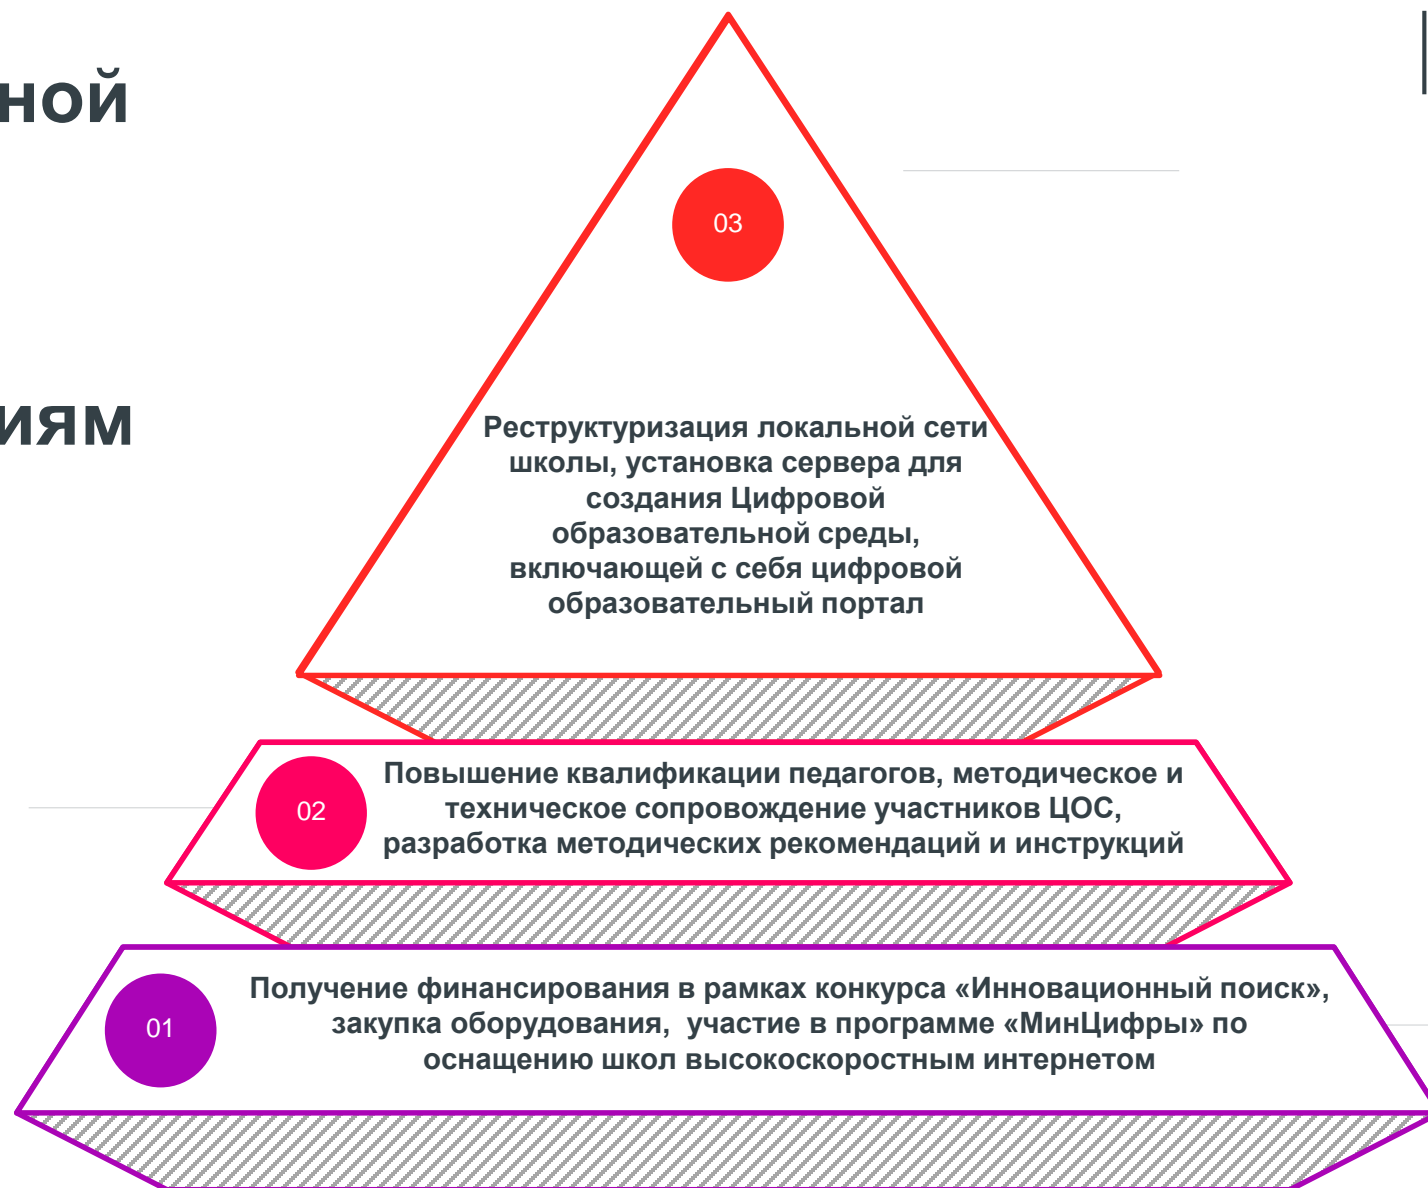 ной
иям
03
Реструктуризация локальной сети
школы, установка сервера для
создания Цифровой
образовательной среды,
включающей с себя цифровой
образовательный портал
02
Повышение квалификации педагогов, методическое и
техническое сопровождение участников ЦОС,
разработка методических рекомендаций и инструкций
01
Получение финансирования в рамках конкурса «Инновационный поиск»,
закупка оборудования,  участие в программе «МинЦифры» по
оснащению школ высокоскоростным интернетом